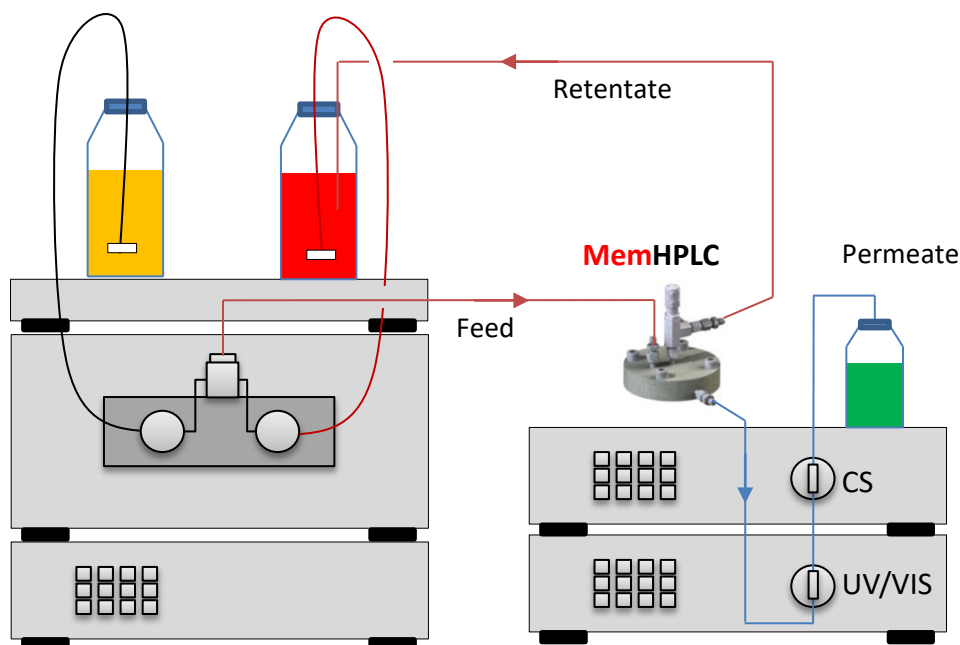 Retentate
MemHPLC
Permeate
Feed
CS
UV/VIS